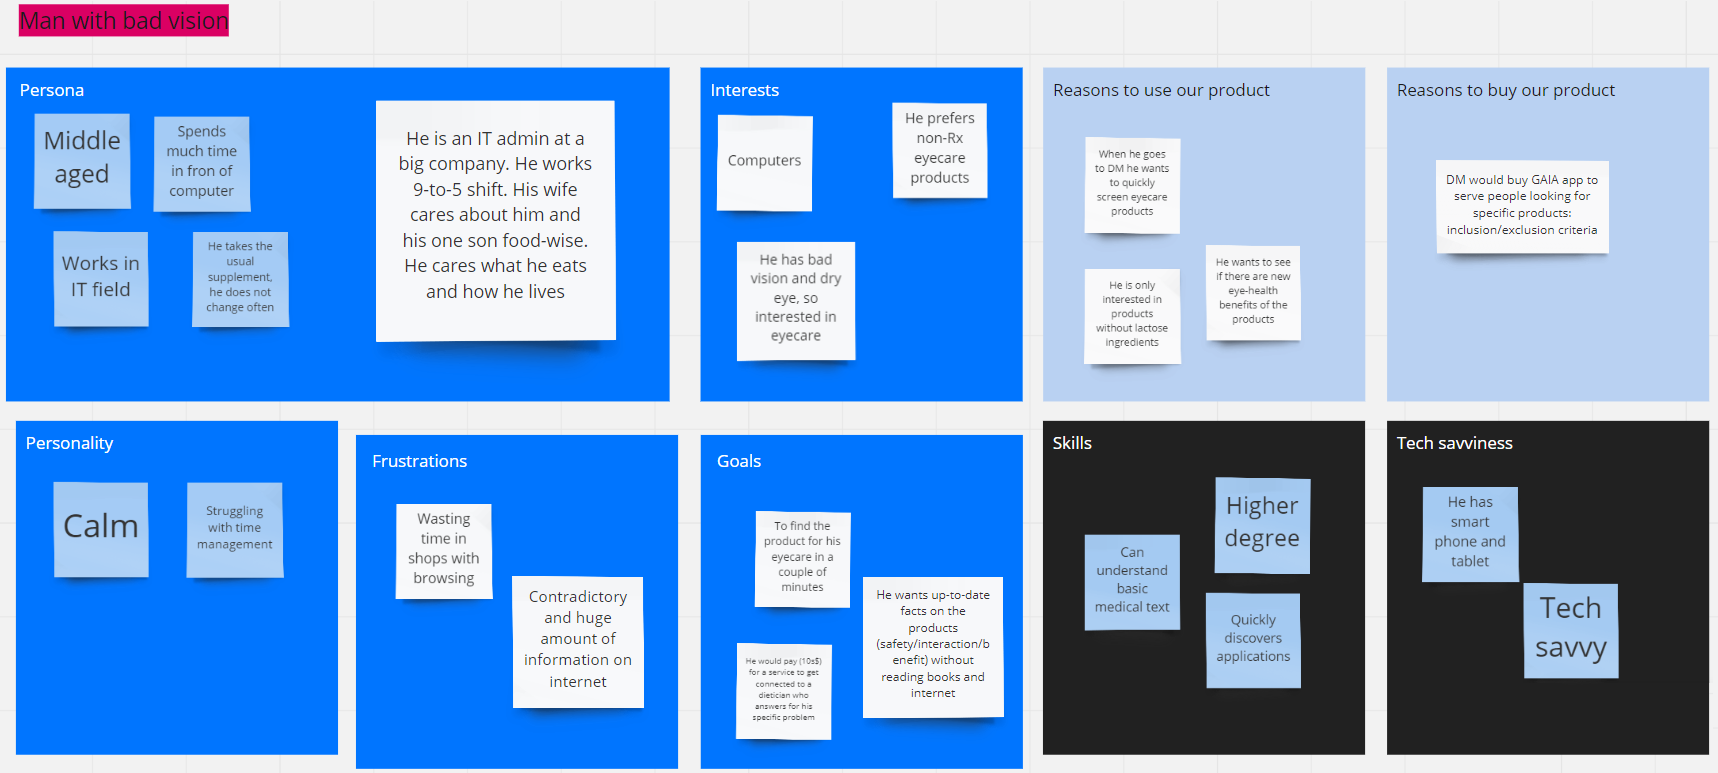 Man with bad vision
Persona
Middle
aged
Spends
much time
in fron of
computer
Works in
IT field
He takes the
usual
supplement,
he does not
change often
He is an IT admin at a
big company. He works
9-to-5 shift. His wife
cares about him and
his one son food-wise.
He cares what he eats
and how he lives
Interests
Computers
He prefers
non-Rx
eyecare
products
He has bad
vision and dry
eye, so
interested in
eyecare
Reasons to use our product
When he goes
to DM he wants
to quickly
screen eyecare
products
He is only
interested in
products
without lactose
ingredients
He wants to see
if there are new
eye-health
benefits of the
products
Reasons to buy our product
DM would buy GAIA app to
serve people looking for
specific products:
inclusion/exclusion criteria
Personality
Calm
Struggling
with time
management
Frustrations
Wasting
time in
shops with
browsing
Contradictory
and huge
amount of
information on
internet
Goals
To find the
product for his
eyecare in a
couple of
minutes
He would pay (10s$)
for a service to get
connected to a
dietician who
answers for his
specific problem
He wants up-to-date
facts on the
products
(safety/interaction/b
enefit) without
reading books and
internet
Skills
Can
understand
basic
medical text
Higher
degree
Quickly
discovers
applications
Tech savviness
He has
smart
phone and
tablet
Tech
savvy